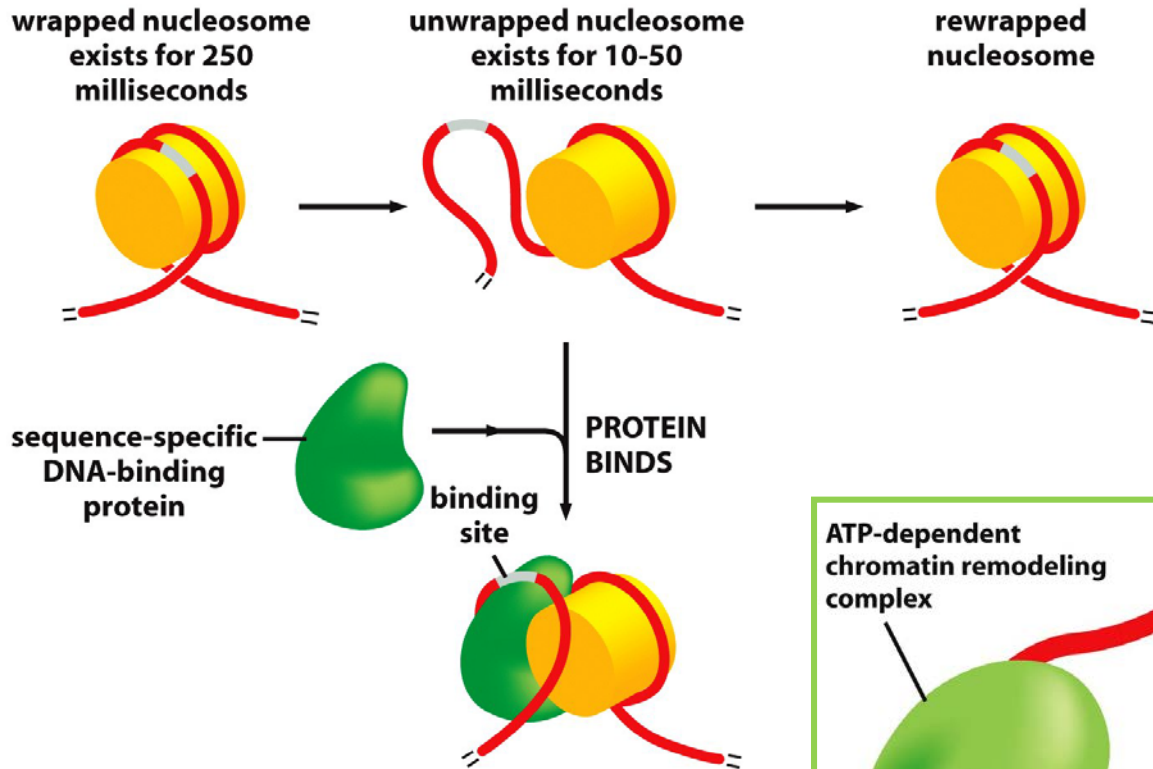 wrapped nucleosome
exists for 250
milliseconds
unwrapped nucleosome
exists for 10-50
milliseconds
rewrapped
nucleosome
sequence-specific
DNA-binding
protein
PROTEIN
BINDS
binding
site
ATP-dependent
chromatin remodeling
complex